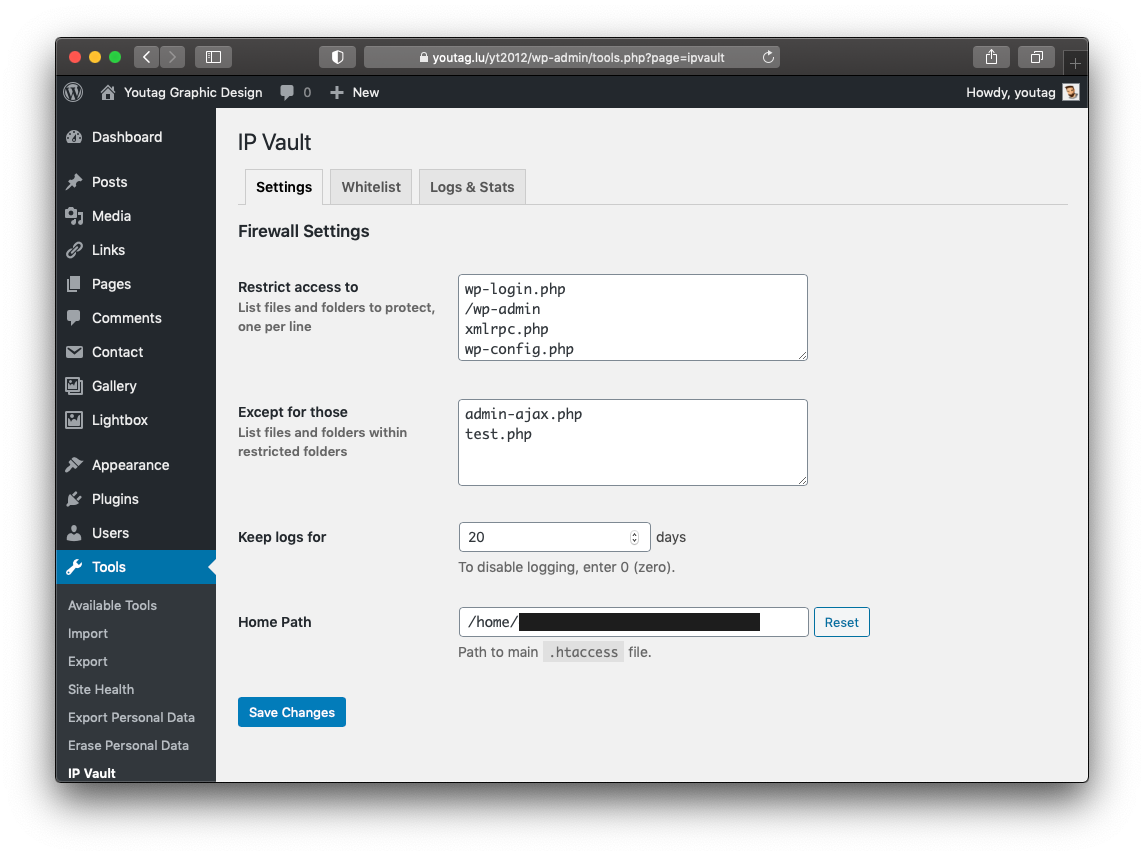 youtag.lu/yt2012/wp-admin/tools.php?page=ipvault
Youtag Graphic Design 0 New Howdy, youtag
Dashboard
Posts
Media
Links
Pages
Comments
Contact
Gallery
Lightbox
Appearance
Plugins
Users
Tools
Available Tools
Import
Export
Site Health
Export Personal Data
Erase Personal Data
IP Vault
IP Vault
Settings Whitelist Logs & Stats
Firewall Settings
Restrict access to
List files and folders to protect,
one per line
wp-login.php
/wp-admin
xmlrpc.php
wp-config.php
Except for those
List files and folders within
restricted folders
admin-ajax.php
test.php
Keep logs for
20 days
To disable logging, enter 0 (zero).
Home Path
/home/ Reset
Path to main .htaccess file.
Save Changes